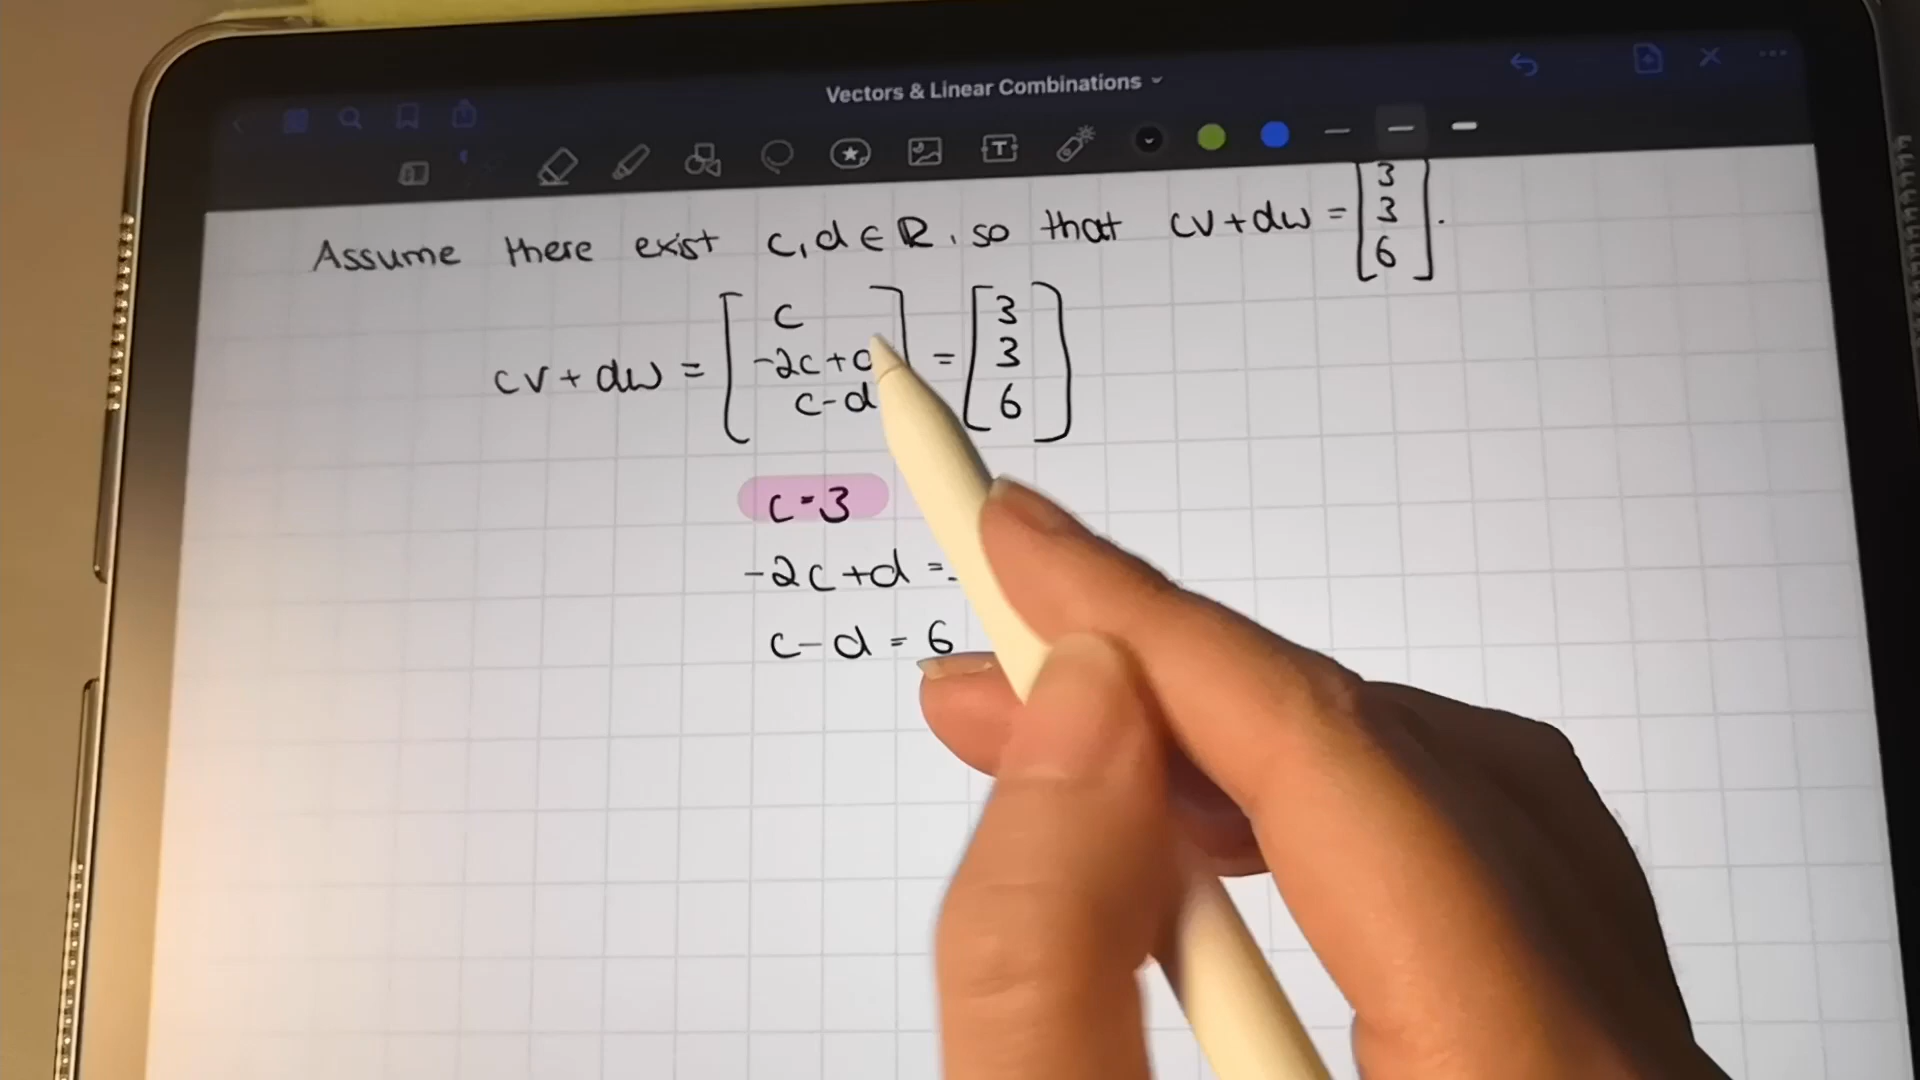 Vectors & Linear Combinations
Assume there exist c,d ∈ ℝ, so that cv + dw = [3 3 6].
cv + dw = [c -2c+d c-d] = [3 3 6]
c = 3
-2c + d =
c - d = 6